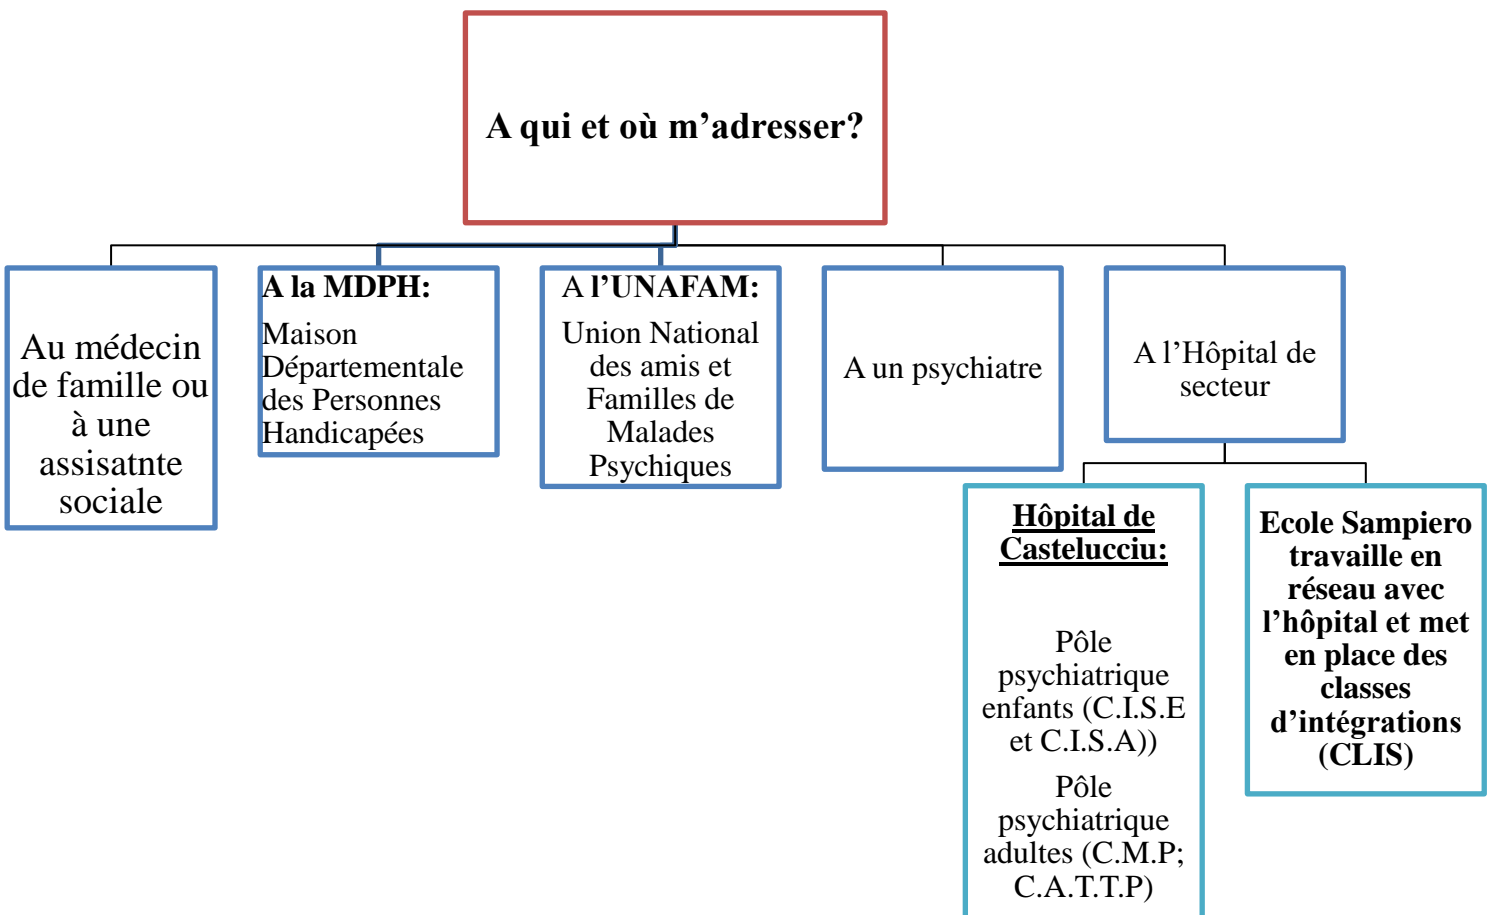 A qui et où m’adresser?
Au médecin
de famille ou
à une
assisatnte
sociale
A la MDPH:
Maison
Départementale
des Personnes
Handicapées
A l’UNAFAM:
Union National
des amis et
Familles de
Malades
Psychiques
A un psychiatre
A l’Hôpital de
secteur
Hôpital de
Castelucciu:
Pôle
psychiatrique
enfants (C.I.S.E
et C.I.S.A))
Pôle
psychiatrique
adultes (C.M.P;
C.A.T.T.P)
Ecole Sampiero
travaille en
réseau avec
l’hôpital et met
en place des
classes
d’intégrations
(CLIS)